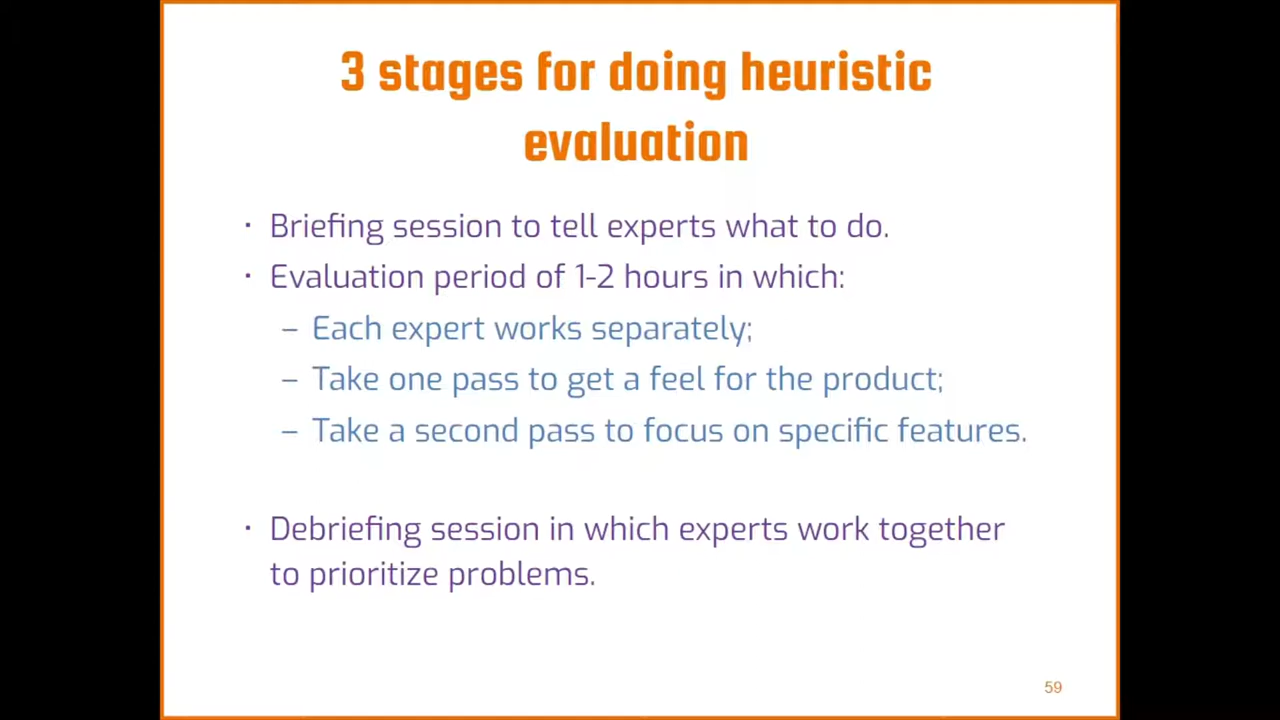 3 stages for doing heuristic
evaluation
· Briefing session to tell experts what to do.
· Evaluation period of 1-2 hours in which:
– Each expert works separately;
– Take one pass to get a feel for the product;
– Take a second pass to focus on specific features.
· Debriefing session in which experts work together
to prioritize problems.
59